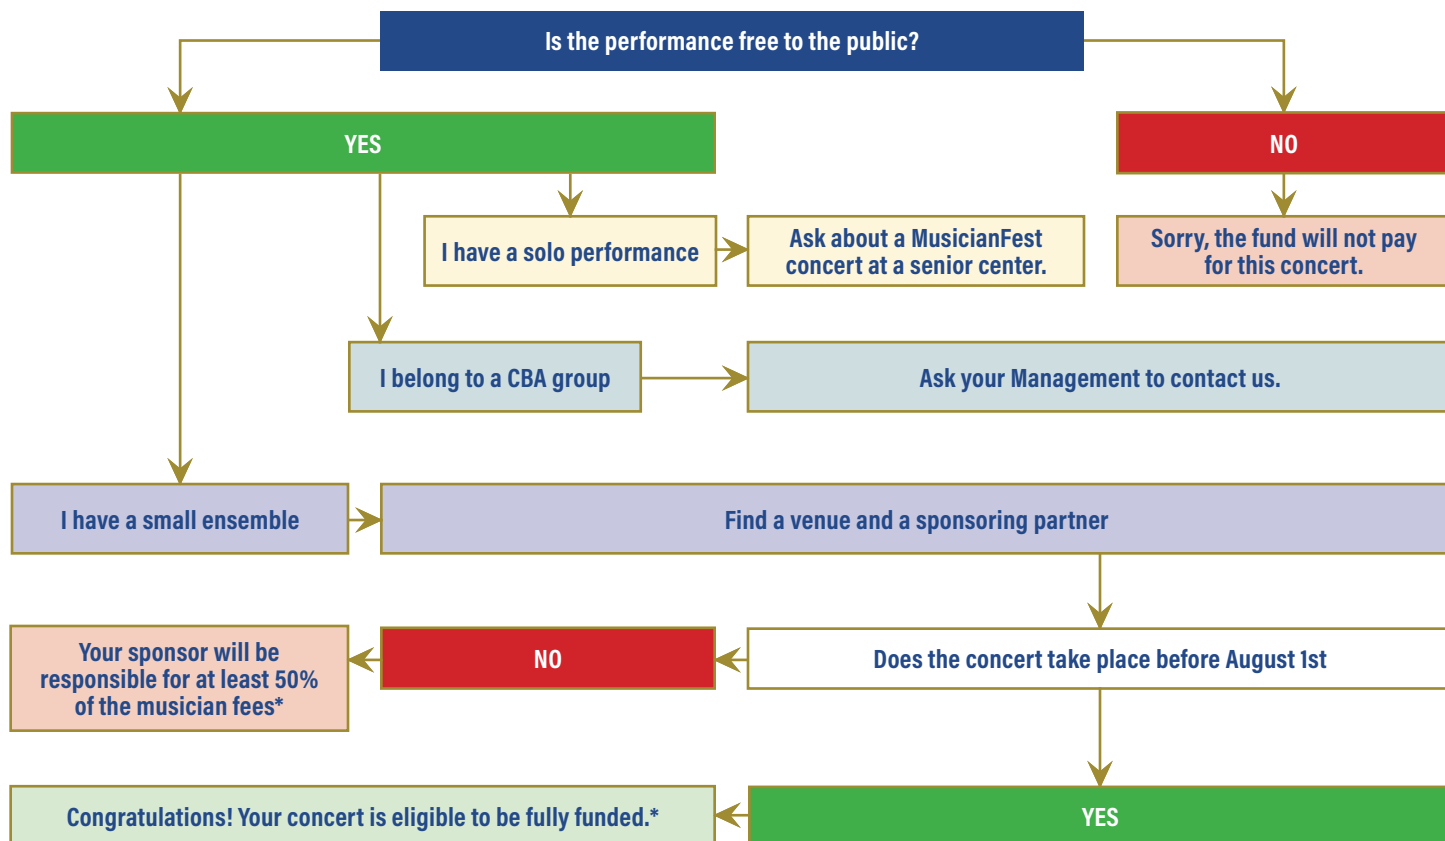 Is the performance free to the public?
YES
NO
I have a solo performance
Ask about a MusicianFest
concert at a senior center.
Sorry, the fund will not pay
for this concert.
I belong to a CBA group
Ask your Management to contact us.
I have a small ensemble
Find a venue and a sponsoring partner
Does the concert take place before August 1st
NO
Your sponsor will be
responsible for at least 50%
of the musician fees*
YES
Congratulations! Your concert is eligible to be fully funded.*